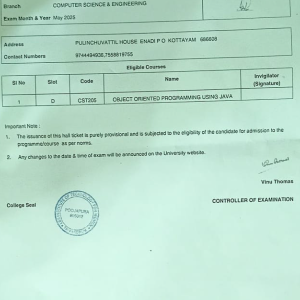 Branch COMPUTER SCIENCE & ENGINEERING
Exam Month & Year May 2025
Address PULINCHUVATTIL HOUSE ENADI P O KOTTAYAM 686608
Contact Numbers 9744494938,7559819755
Eligible Courses
Sl No Slot Code Name Invigilator (Signature)
1 D CST205 OBJECT ORIENTED PROGRAMMING USING JAVA
Important Note :
1. The issuance of this hall ticket is purely provisional and is subjected to the eligibility of the candidate for admission to the
programme/course as per norms.
2. Any changes to the date & time of exam will be announced on the University website.
Vinu Thomas
College Seal
CONTROLLER OF EXAMINATION